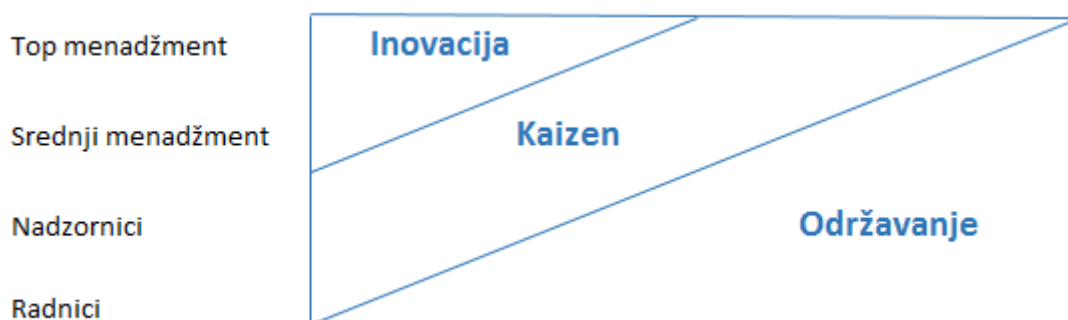 Top menadžment
Inovacija
Srednji menadžment
Kaizen
Nadzornici
Održavanje
Radnici